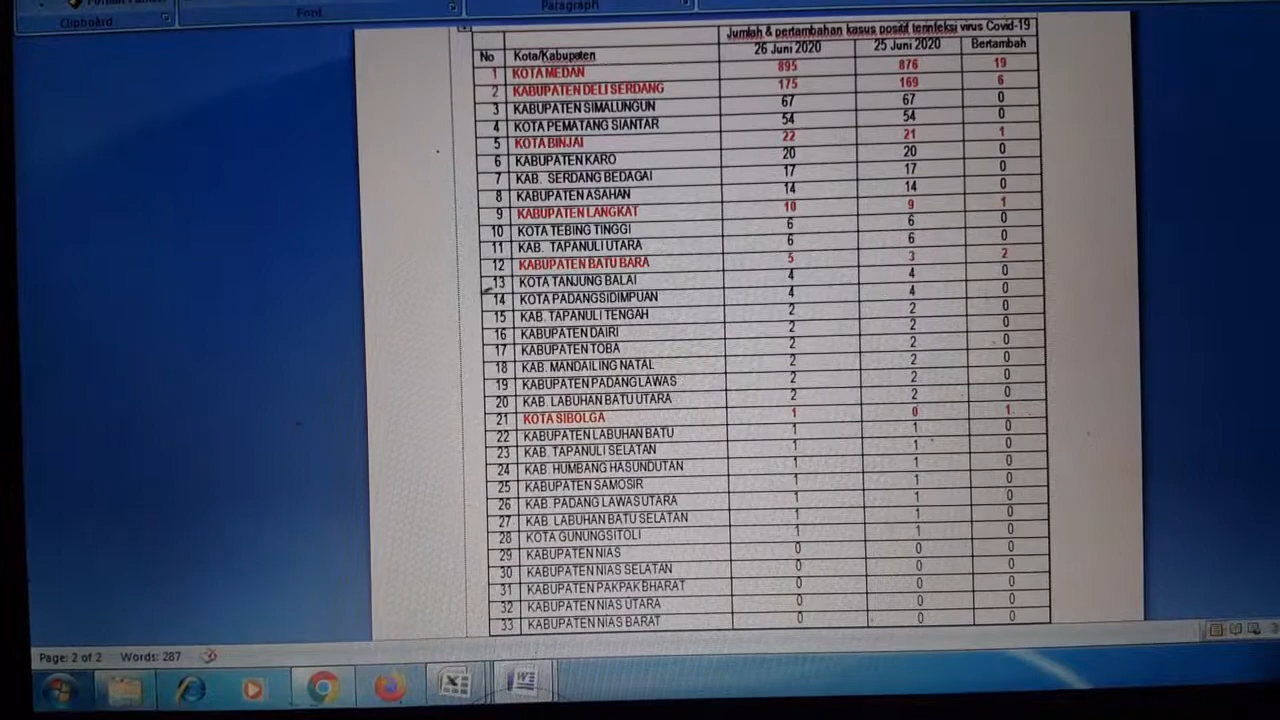 Format Painter
Clipboard
Font
Paragraph
Jumlah & pertambahan kasus positif terinfeksi virus Covid-19
No Kota/Kabupaten 26 Juni 2020 25 Juni 2020 Bertambah
1 KOTA MEDAN 895 876 19
2 KABUPATEN DELI SERDANG 175 169 6
3 KABUPATEN SIMALUNGUN 67 67 0
4 KOTA PEMATANG SIANTAR 54 54 0
5 KOTA BINJAI 22 21 1
6 KABUPATEN KARO 20 20 0
7 KAB. SERDANG BEDAGAI 17 17 0
8 KABUPATEN ASAHAN 14 14 0
9 KABUPATEN LANGKAT 10 9 1
10 KOTA TEBING TINGGI 6 6 0
11 KAB. TAPANULI UTARA 6 6 0
12 KABUPATEN BATU BARA 5 3 2
13 KOTA TANJUNG BALAI 4 4 0
14 KOTA PADANGSIDIMPUAN 4 4 0
15 KAB. TAPANULI TENGAH 2 2 0
16 KABUPATEN DAIRI 2 2 0
17 KABUPATEN TOBA 2 2 0
18 KAB. MANDAILING NATAL 2 2 0
19 KABUPATEN PADANG LAWAS 2 2 0
20 KAB. LABUHAN BATU UTARA 2 2 0
21 KOTA SIBOLGA 1 0 1
22 KABUPATEN LABUHAN BATU 1 1 0
23 KAB. TAPANULI SELATAN 1 1 0
24 KAB. HUMBANG HASUNDUTAN 1 1 0
25 KABUPATEN SAMOSIR 1 1 0
26 KAB. PADANG LAWAS UTARA 1 1 0
27 KAB. LABUHAN BATU SELATAN 1 1 0
28 KOTA GUNUNGSITOLI 1 1 0
29 KABUPATEN NIAS 0 0 0
30 KABUPATEN NIAS SELATAN 0 0 0
31 KABUPATEN PAKPAK BHARAT 0 0 0
32 KABUPATEN NIAS UTARA 0 0 0
33 KABUPATEN NIAS BARAT 0 0 0
Page: 2 of 2 Words: 287